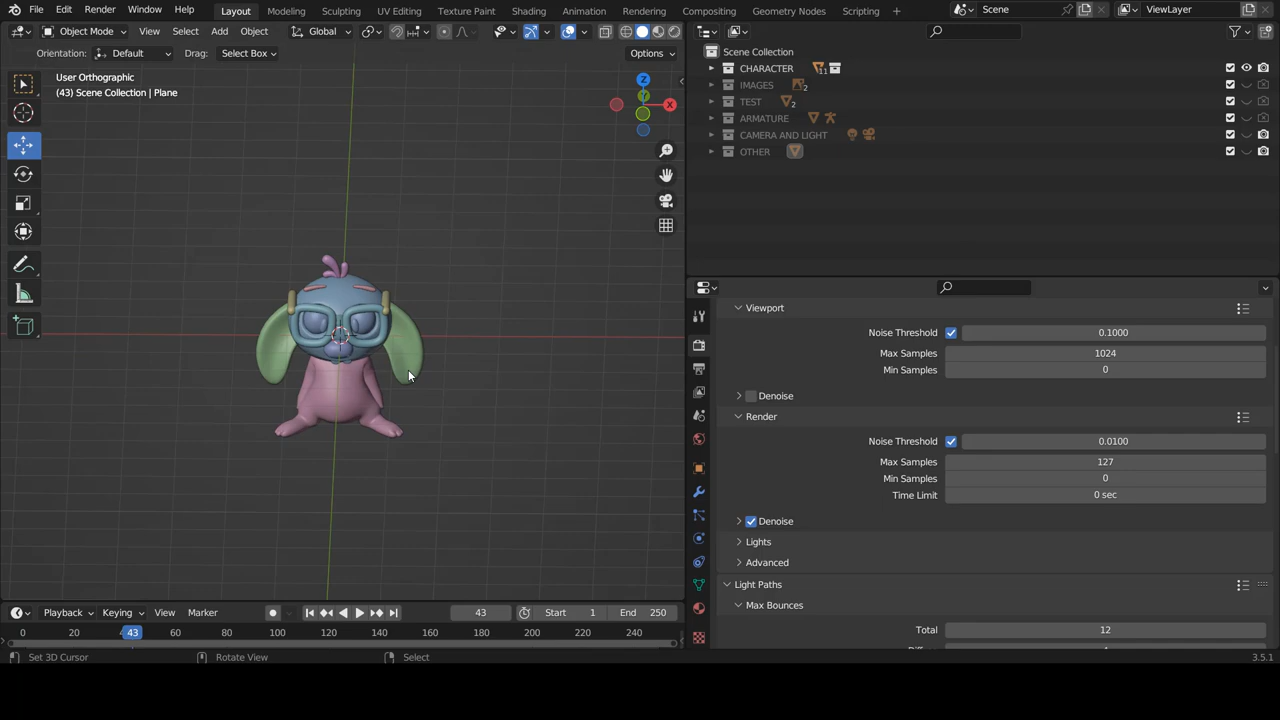 File Edit Render Window Help Layout Modeling Sculpting UV Editing Texture Paint Shading Animation Rendering Compositing Geometry Nodes Scripting + Scene ViewLayer
Object Mode View Select Add Object Global
Orientation: Default Drag: Select Box Options
User Orthographic
(43) Scene Collection | Plane
Z
Y
X
Scene Collection
CHARACTER 11
IMAGES 2
TEST 2
ARMATURE
CAMERA AND LIGHT
OTHER
Viewport
Noise Threshold 0.1000
Max Samples 1024
Min Samples 0
Denoise
Render
Noise Threshold 0.0100
Max Samples 127
Min Samples 0
Time Limit 0 sec
Denoise
Lights
Advanced
Light Paths
Max Bounces
Total 12
Playback Keying View Marker 43 Start 1 End 250
0 20 43 60 80 100 120 140 160 180 200 220 240
Set 3D Cursor Rotate View Select 3.5.1